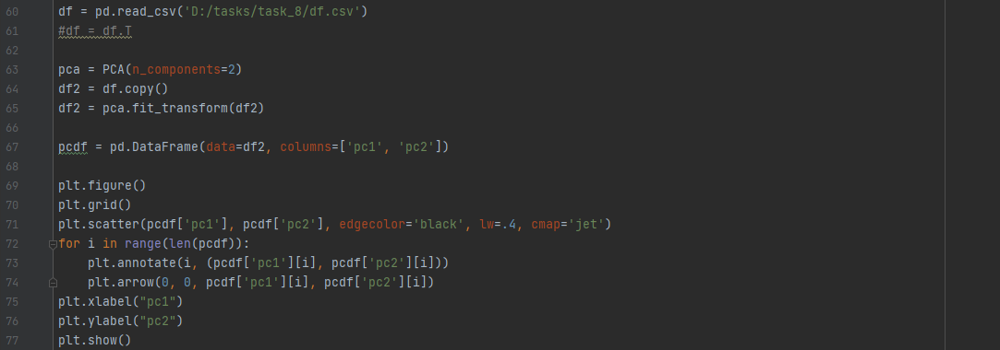 60 df = pd.read_csv('D:/tasks/task_8/df.csv')
61 #df = df.T
62
63 pca = PCA(n_components=2)
64 df2 = df.copy()
65 df2 = pca.fit_transform(df2)
66
67 pcdf = pd.DataFrame(data=df2, columns=['pc1', 'pc2'])
68
69 plt.figure()
70 plt.grid()
71 plt.scatter(pcdf['pc1'], pcdf['pc2'], edgecolor='black', lw=.4, cmap='jet')
72 for i in range(len(pcdf)):
73     plt.annotate(i, (pcdf['pc1'][i], pcdf['pc2'][i]))
74     plt.arrow(0, 0, pcdf['pc1'][i], pcdf['pc2'][i])
75 plt.xlabel("pc1")
76 plt.ylabel("pc2")
77 plt.show()